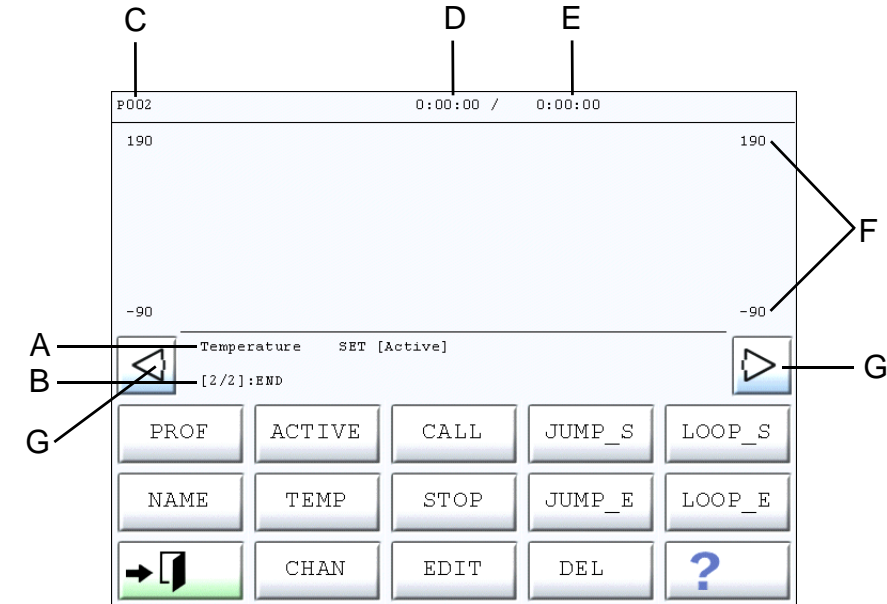 C D E
P002 0:00:00 / 0:00:00
190 190
F
-90 -90
A Temperature SET [Active]
G
B [2/2]:END
G
PROF ACTIVE CALL JUMP_S LOOP_S
NAME TEMP STOP JUMP_E LOOP_E
CHAN EDIT DEL ?